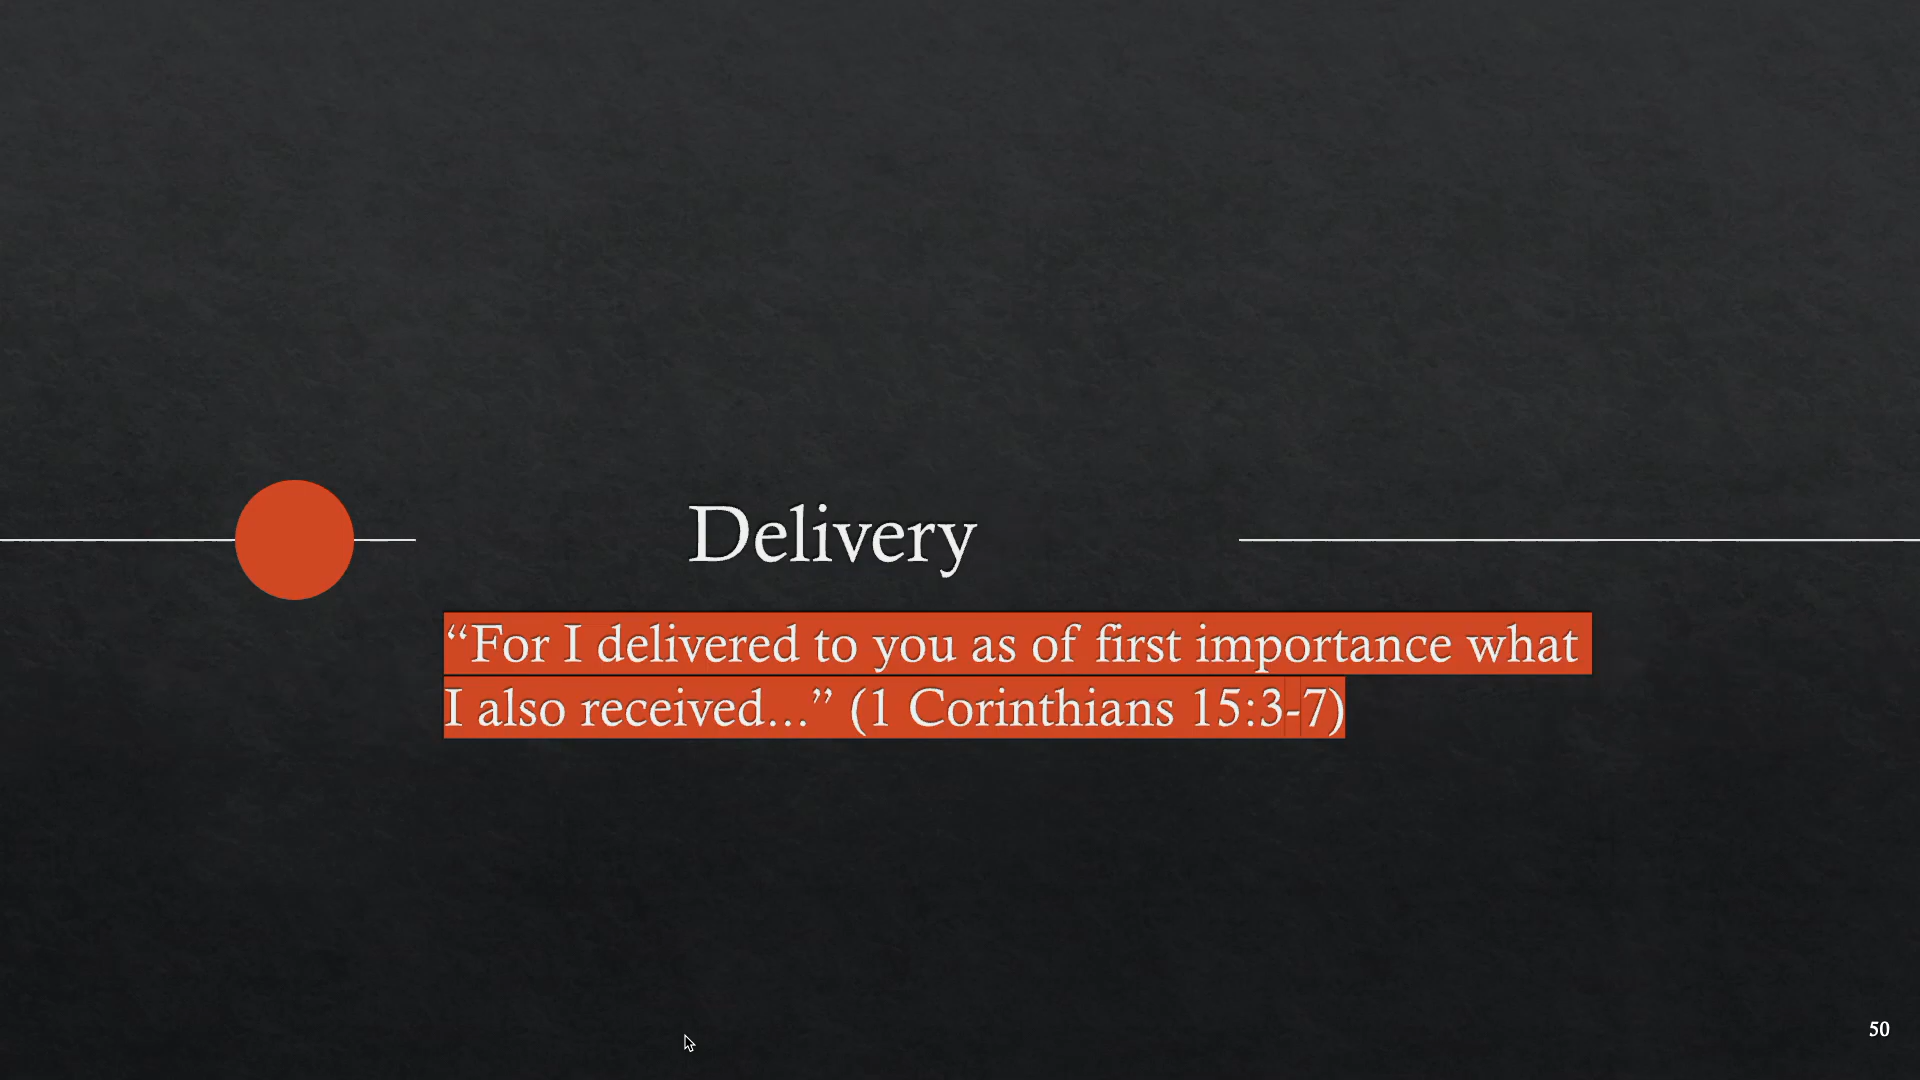 Delivery
“For I delivered to you as of first importance what
I also received...” (1 Corinthians 15:3-7)
50